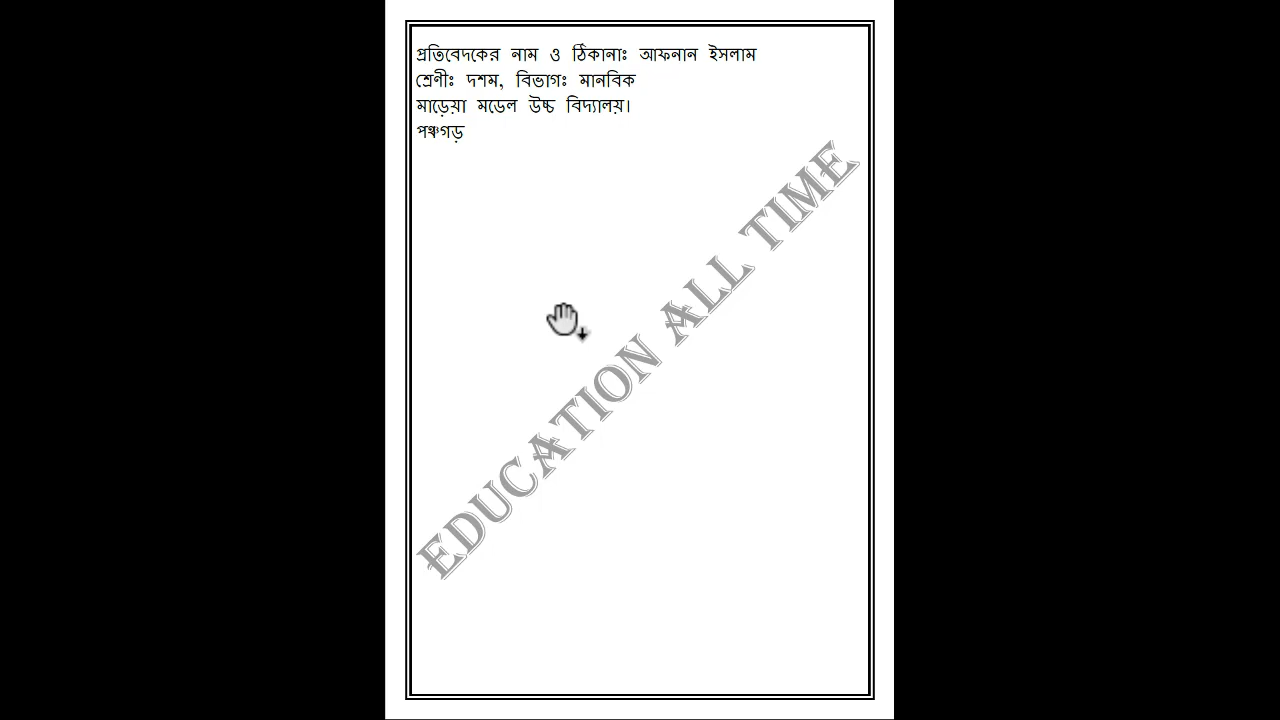 প্রতিবেদকের নাম ও ঠিকানাঃ আফনান ইসলাম
শ্রেণীঃ দশম, বিভাগঃ মানবিক
মাড়েয়া মডেল উচ্চ বিদ্যালয়।
পঞ্চগড়
EDUCATION ALL TIME